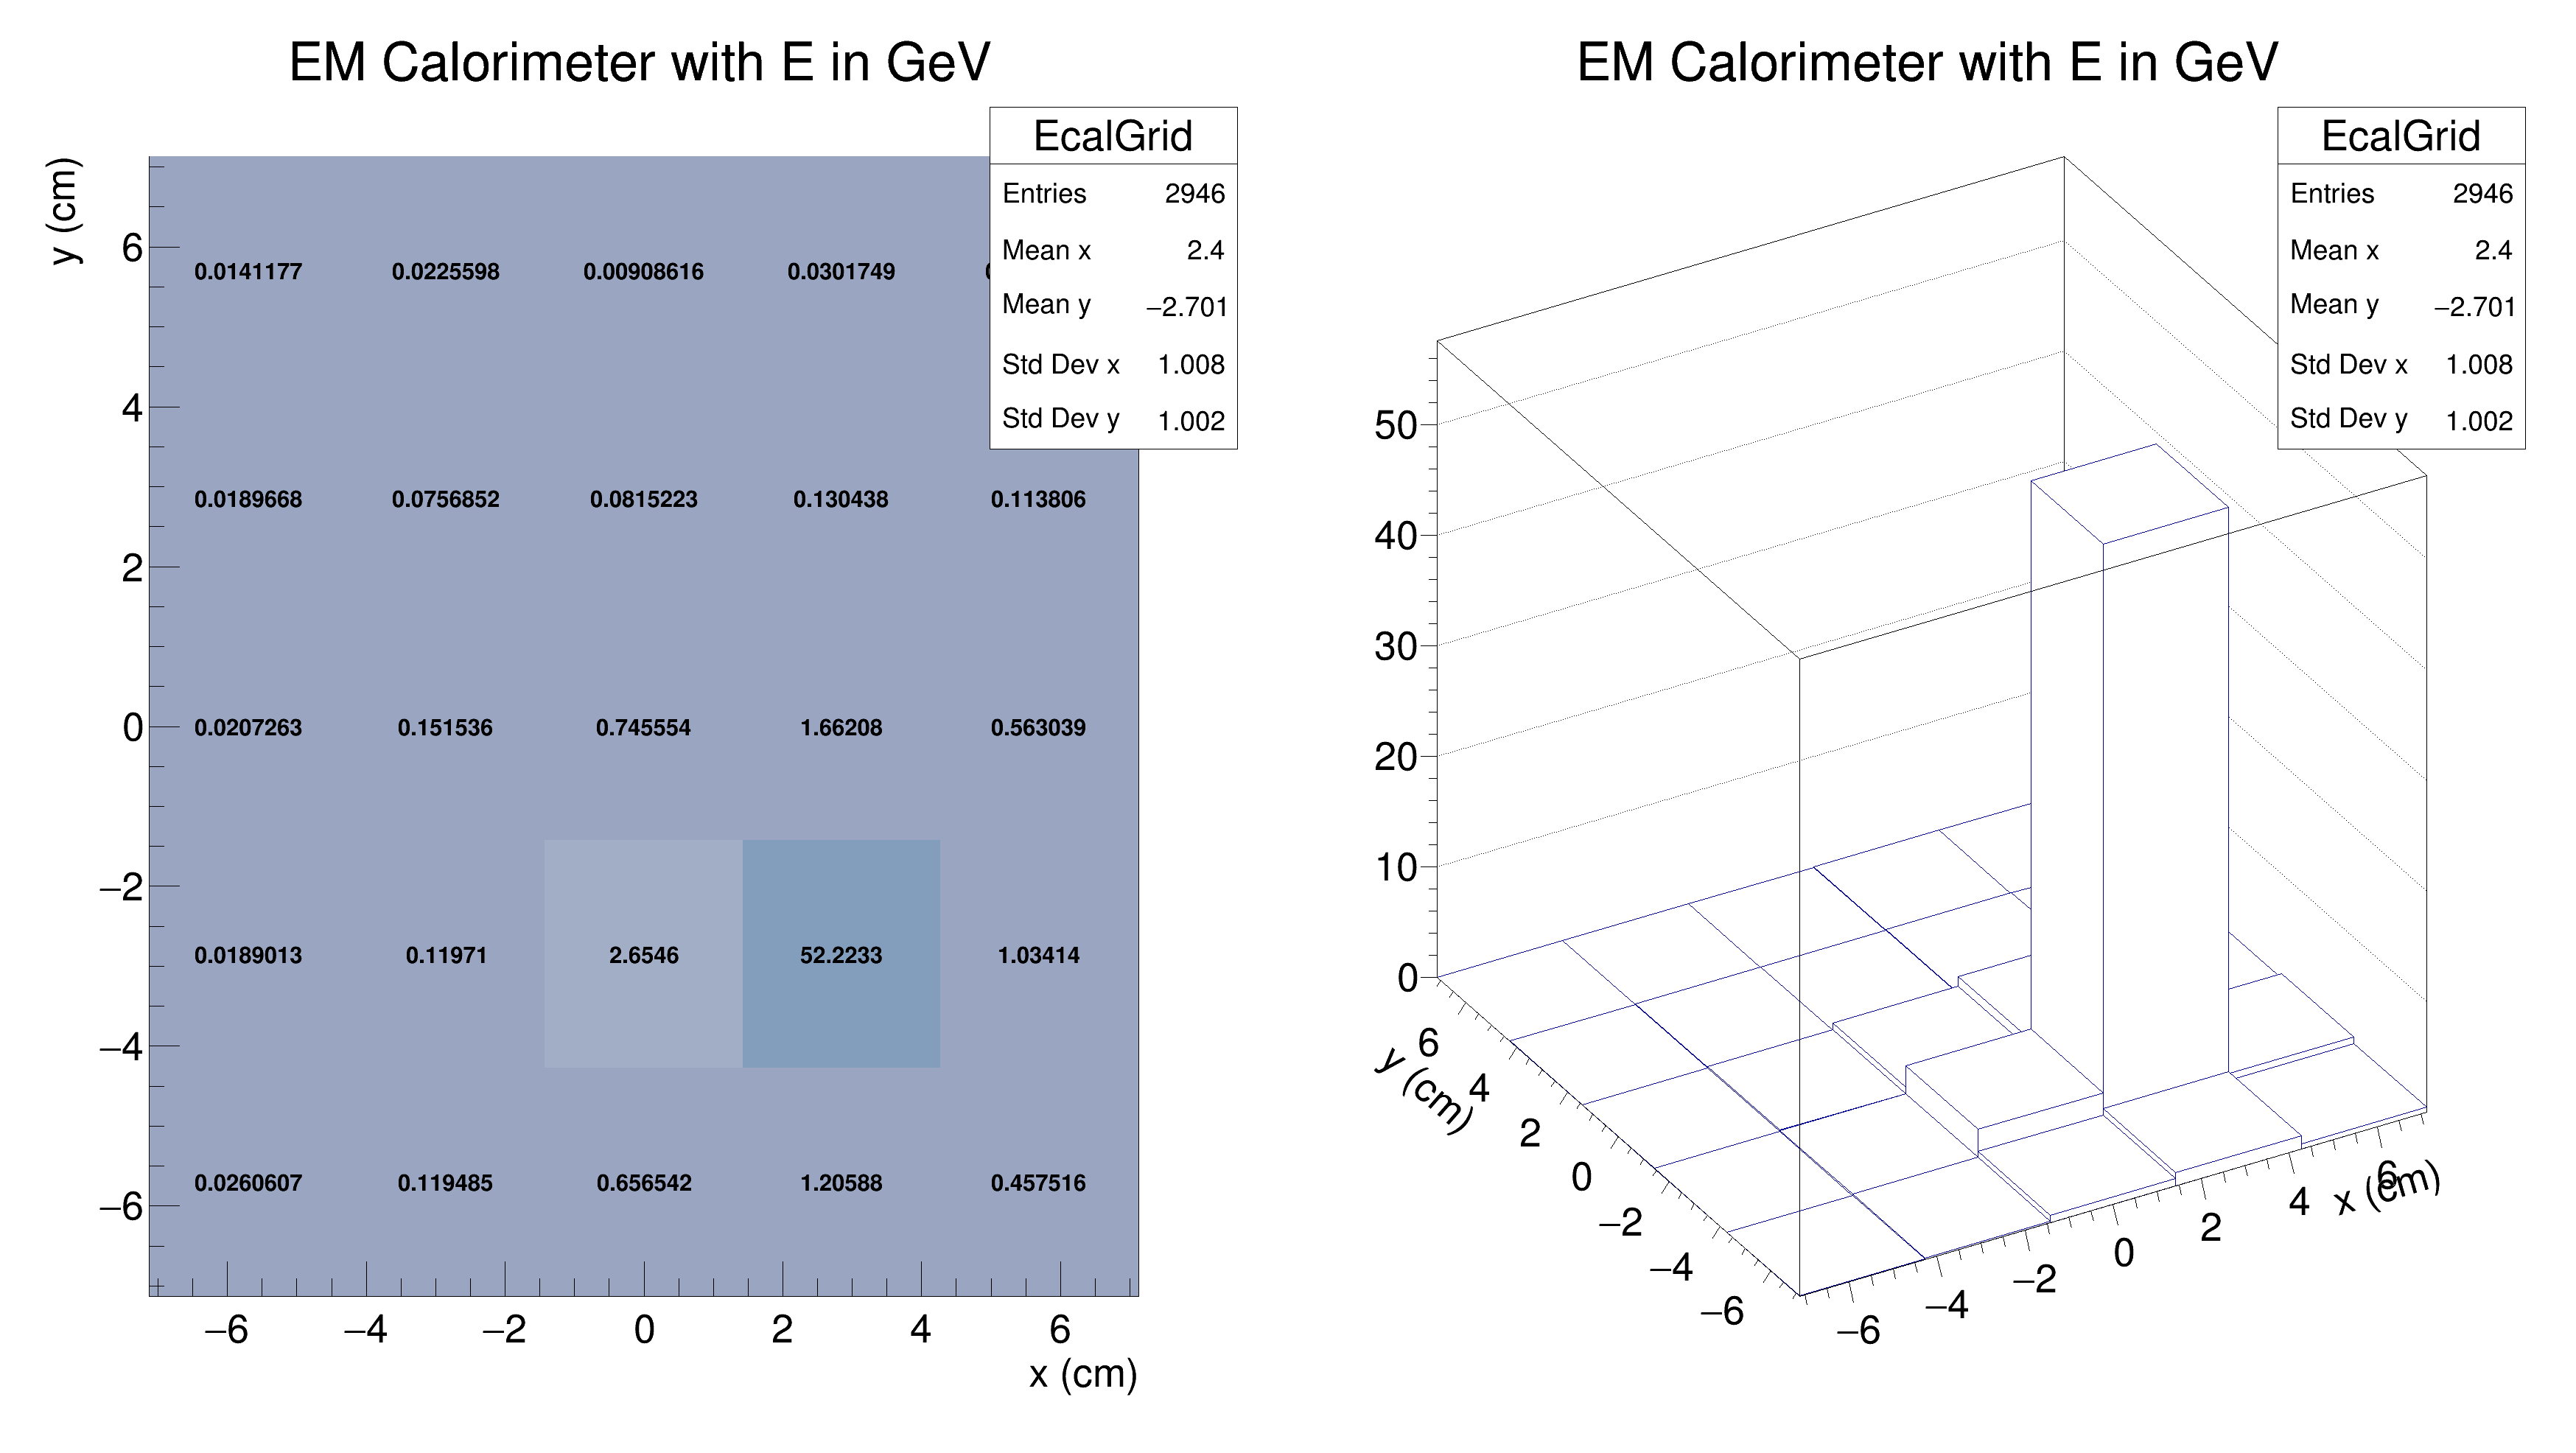 EM Calorimeter with E in GeV
EcalGrid
Entries 2946
Mean x 2.4
Mean y −2.701
Std Dev x 1.008
Std Dev y 1.002
y (cm)
6
4
2
0
−2
−4
−6
0.0141177 0.0225598 0.00908616 0.0301749
0.0189668 0.0756852 0.0815223 0.130438 0.113806
0.0207263 0.151536 0.745554 1.66208 0.563039
0.0189013 0.11971 2.6546 52.2233 1.03414
0.0260607 0.119485 0.656542 1.20588 0.457516
−6 −4 −2 0 2 4 6
x (cm)
EM Calorimeter with E in GeV
EcalGrid
Entries 2946
Mean x 2.4
Mean y −2.701
Std Dev x 1.008
Std Dev y 1.002
50
40
30
20
10
0
y (cm)
6
4
2
0
−2
−4
−6
−6
−4
−2
0
2
4
6
x (cm)